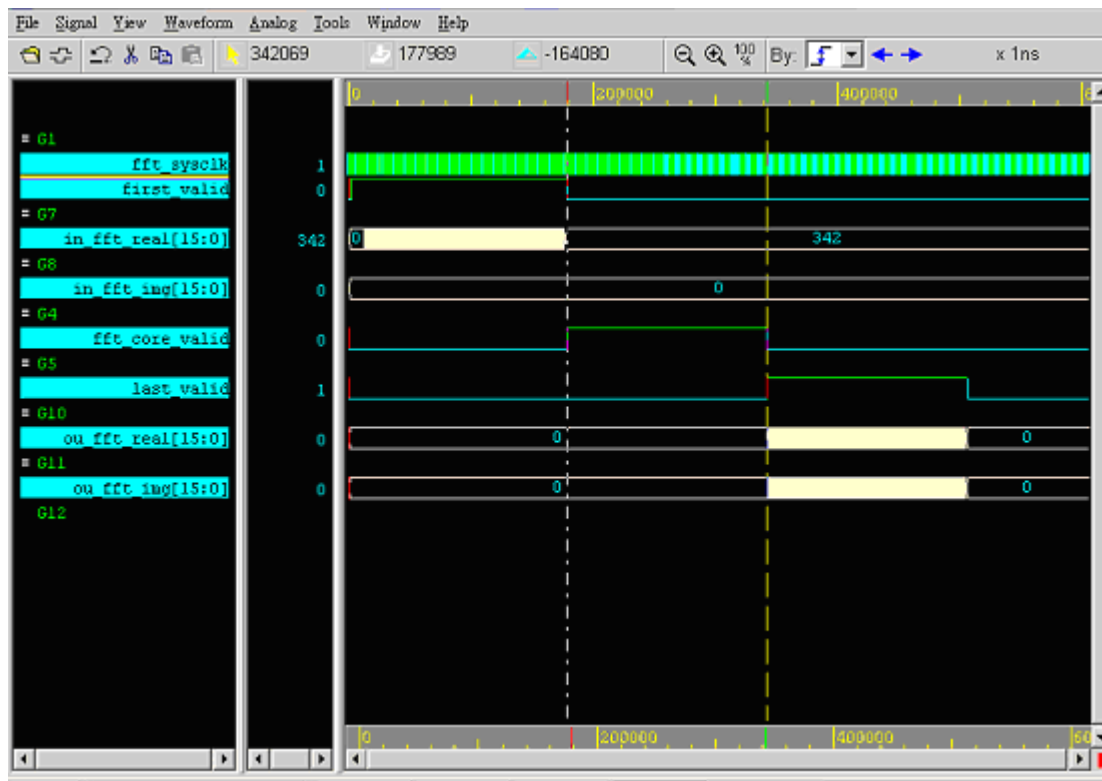 File Signal View Waveform Analog Tools Window Help
342069 177989 -164080 100 % By: x 1ns
0 200000 400000
G1
fft_sysclk 1
first_valid 0
G7
in_fft_real[15:0] 342 0 342
G8
in_fft_img[15:0] 0 0
G4
fft_core_valid 0
G5
last_valid 1
G10
ou_fft_real[15:0] 0 0 0
G11
ou_fft_img[15:0] 0 0 0
G12
0 200000 400000